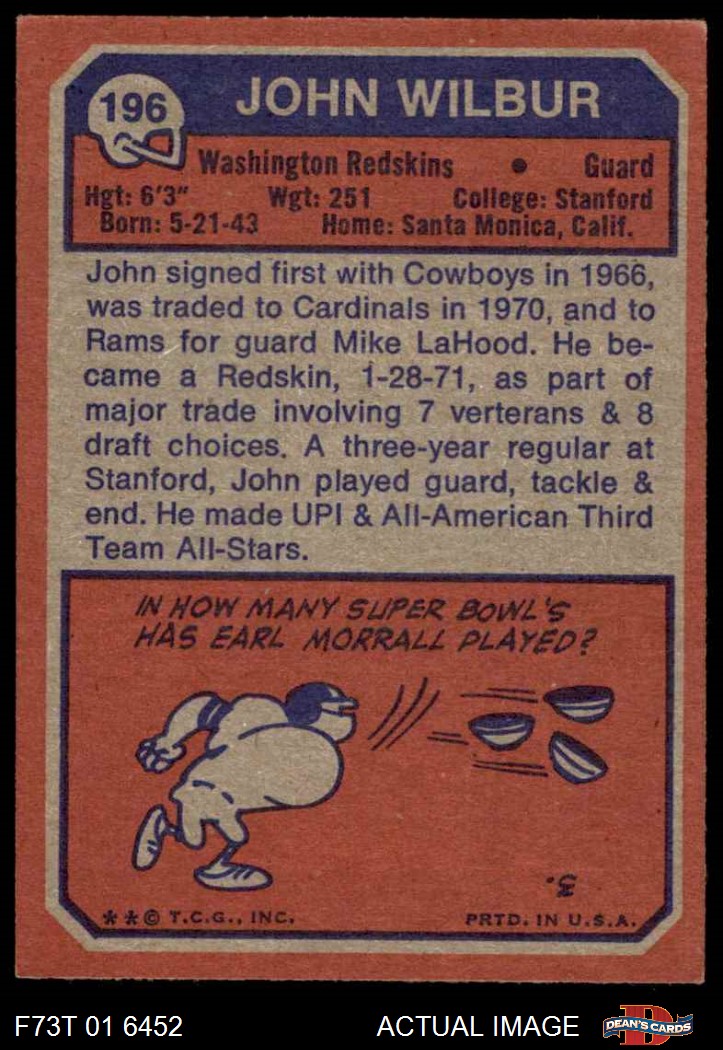 196
JOHN WILBUR
Washington Redskins • Guard
Hgt: 6'3" Wgt: 251 College: Stanford
Born: 5-21-43 Home: Santa Monica, Calif.
John signed first with Cowboys in 1966,
was traded to Cardinals in 1970, and to
Rams for guard Mike LaHood. He be-
came a Redskin, 1-28-71, as part of
major trade involving 7 verterans & 8
draft choices. A three-year regular at
Stanford, John played guard, tackle &
end. He made UPI & All-American Third
Team All-Stars.
IN HOW MANY SUPER BOWL'S
HAS EARL MORRALL PLAYED?
3.
* * © T.C.G., INC. PRTD. IN U.S.A.
F73T 01 6452 ACTUAL IMAGE D DEAN'S CARDS